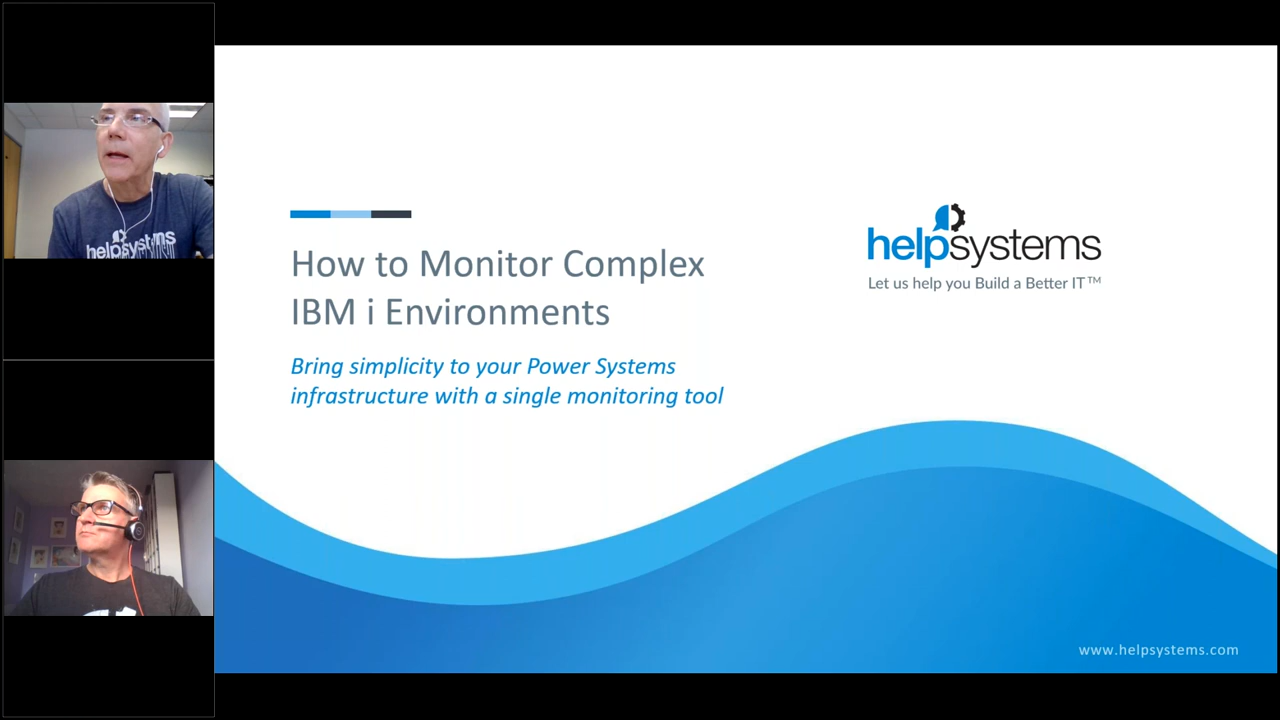 helpsystems
How to Monitor Complex
IBM i Environments
Bring simplicity to your Power Systems
infrastructure with a single monitoring tool
helpsystems
Let us help you Build a Better IT™
www.helpsystems.com